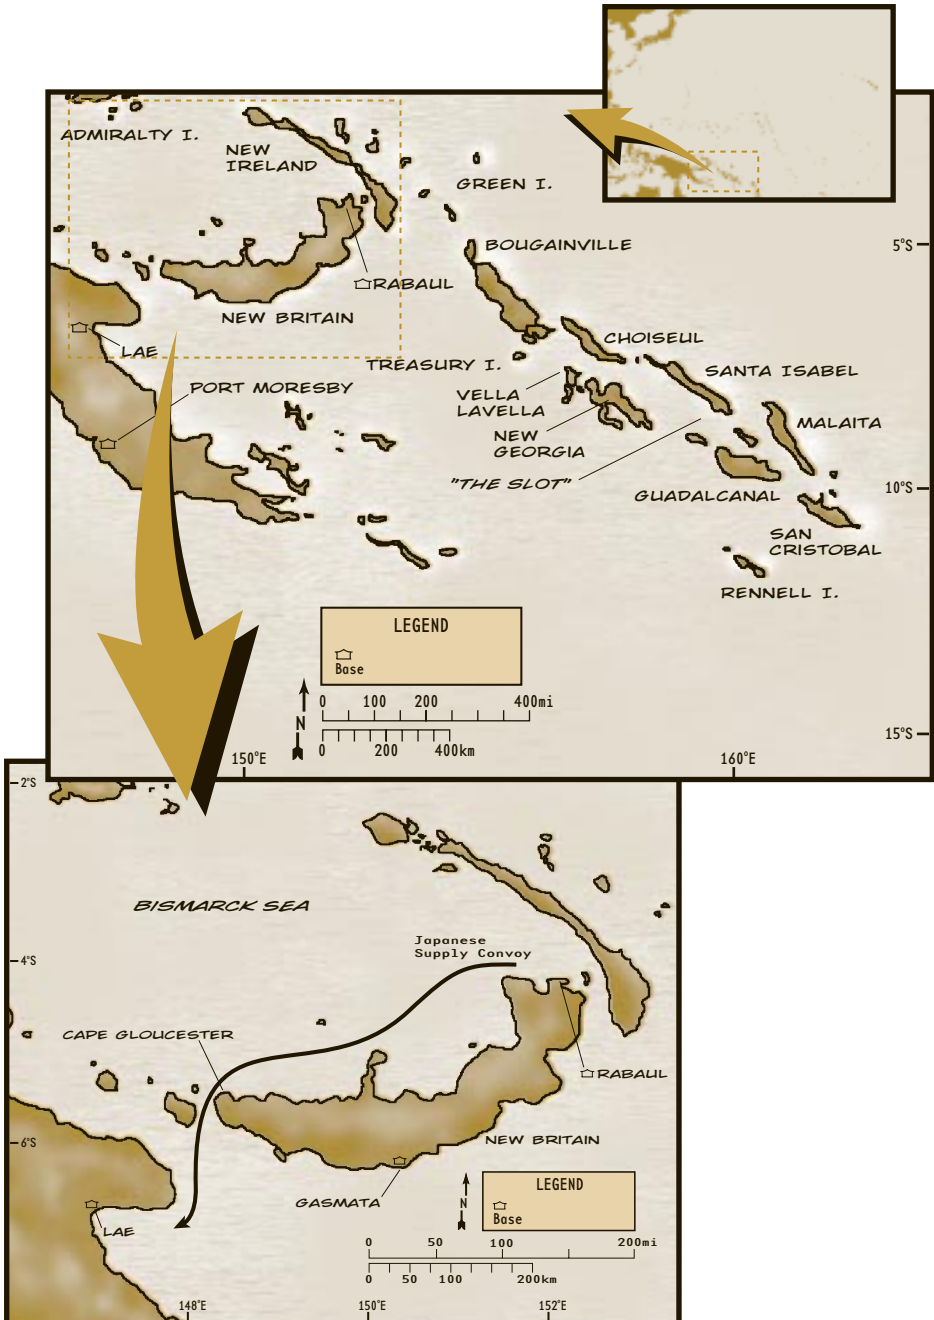 ADMIRALTY I.
NEW
IRELAND
GREEN I.
BOUGAINVILLE
5°S
RABAUL
NEW BRITAIN
CHOISEUL
LAE
TREASURY I.
SANTA ISABEL
PORT MORESBY
VELLA
LAVELLA
MALAITA
NEW
GEORGIA
"THE SLOT"
GUADALCANAL
10°S
SAN
CRISTOBAL
RENNELL I.
LEGEND
Base
0 100 200 400mi
N
0 200 400km
15°S
150°E
160°E
2°S
BISMARCK SEA
Japanese
Supply Convoy
4°S
CAPE GLOUCESTER
RABAUL
6°S
NEW BRITAIN
LEGEND
Base
GASMATA
N
LAE
0 50 100 200mi
0 50 100 200km
148°E
150°E
152°E